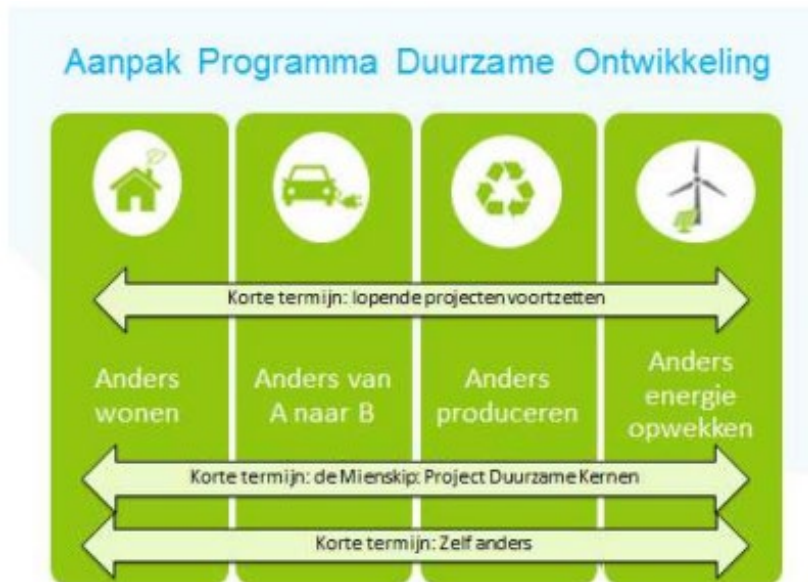 Aanpak Programma Duurzame Ontwikkeling
Korte termijn: lopende projecten voortzetten
Anders
wonen
Anders van
A naar B
Anders
produceren
Anders
energie
opwekken
Korte termijn: de Mienskip: Project Duurzame Kernen
Korte termijn: Zelf anders